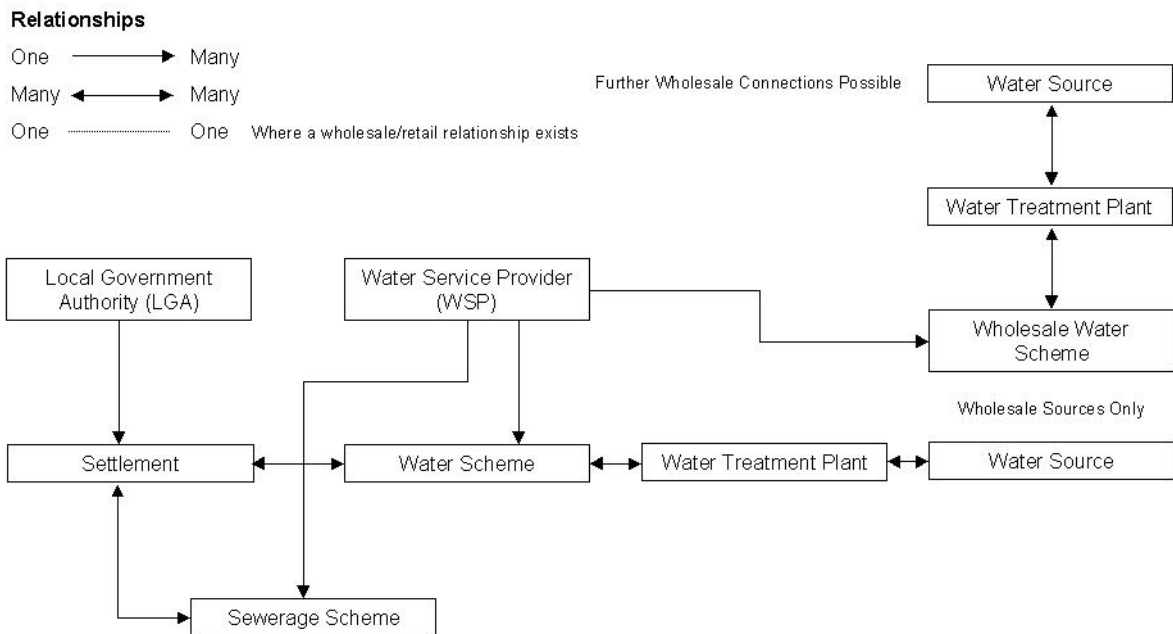 Relationships
One Many
Many Many
One One Where a wholesale/retail relationship exists
Further Wholesale Connections Possible
Water Source
Water Treatment Plant
Local Government
Authority (LGA)
Water Service Provider
(WSP)
Wholesale Water
Scheme
Wholesale Sources Only
Settlement
Water Scheme
Water Treatment Plant
Water Source
Sewerage Scheme